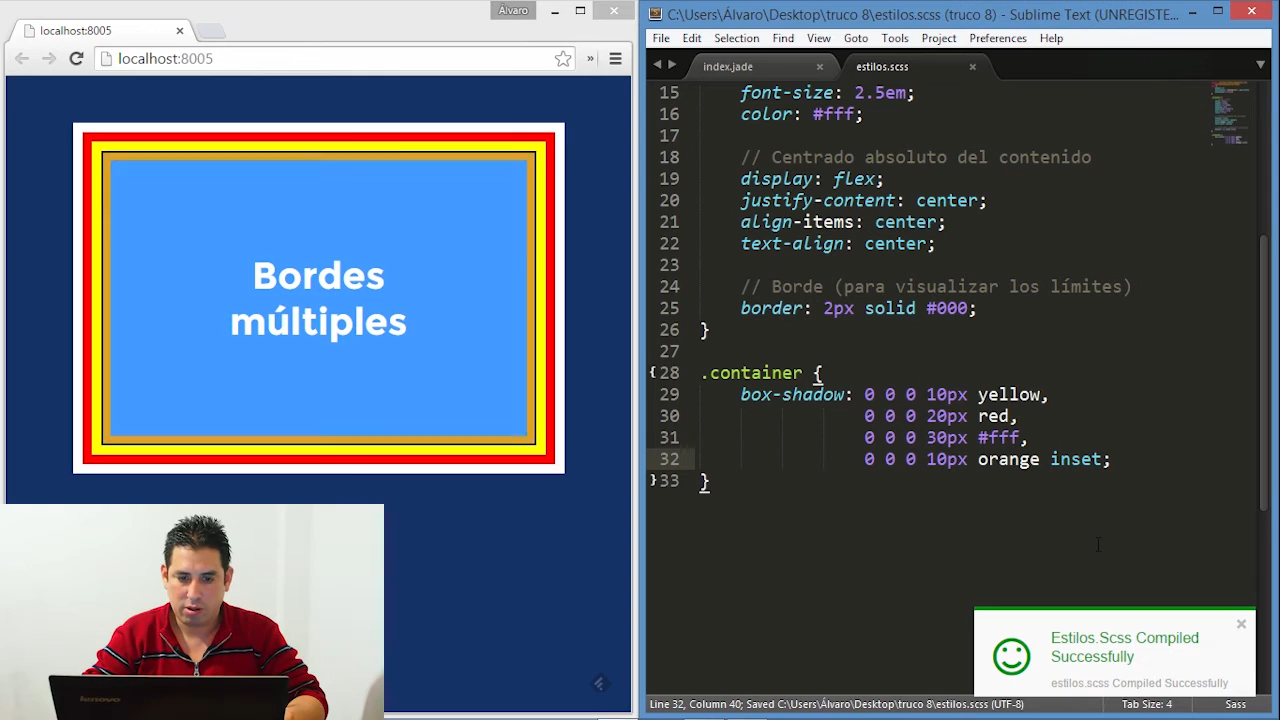 Álvaro
localhost:8005
localhost:8005
»
Bordes
múltiples
C:\Users\Álvaro\Desktop\truco 8\estilos.scss (truco 8) - Sublime Text (UNREGISTE...
File Edit Selection Find View Goto Tools Project Preferences Help
index.jade
estilos.scss
15 font-size: 2.5em;
16 color: #fff;
17
18 // Centrado absoluto del contenido
19 display: flex;
20 justify-content: center;
21 align-items: center;
22 text-align: center;
23
24 // Borde (para visualizar los límites)
25 border: 2px solid #000;
26 }
27
{ 28 .container {
29 box-shadow: 0 0 0 10px yellow,
30 0 0 0 20px red,
31 0 0 0 30px #fff,
32 0 0 0 10px orange inset;
} 33 }
Estilos.Scss Compiled
Successfully
estilos.scss Compiled Successfully
Line 32, Column 40; Saved C:\Users\Álvaro\Desktop\truco 8\estilos.scss (UTF-8)
Tab Size: 4
Sass